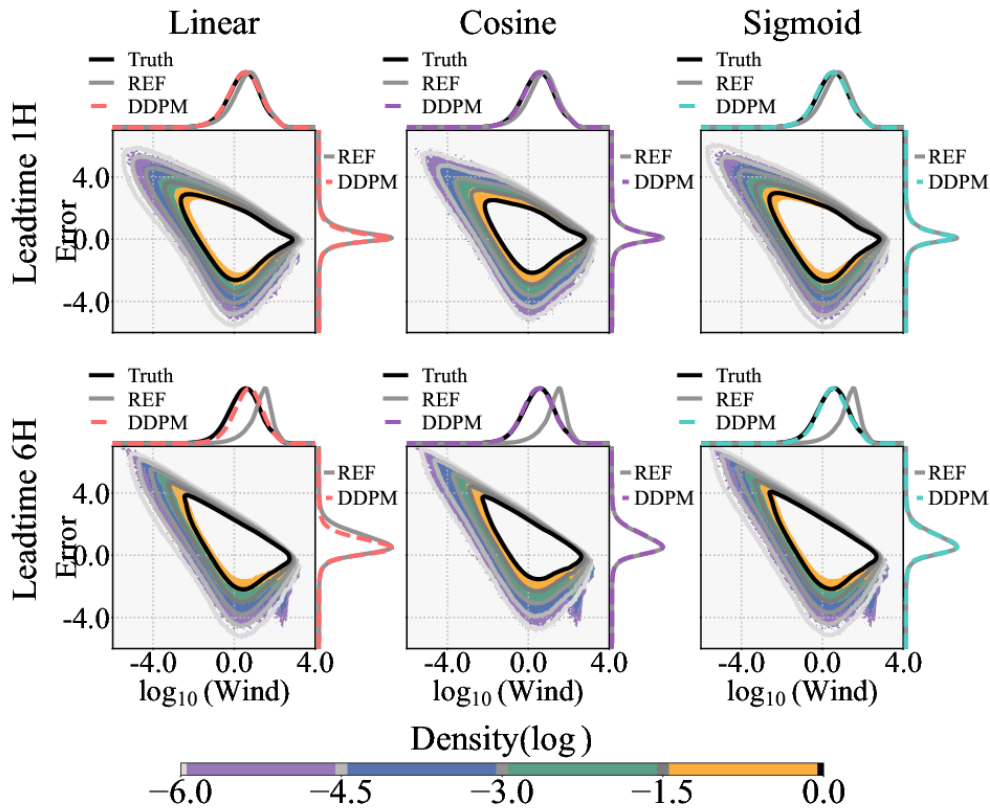 Linear
Cosine
Sigmoid
Truth
REF
DDPM
Truth
REF
DDPM
Truth
REF
DDPM
Leadtime 1H
Error
4.0
0.0
-4.0
REF
DDPM
REF
DDPM
REF
DDPM
Truth
REF
DDPM
Truth
REF
DDPM
Truth
REF
DDPM
Leadtime 6H
Error
4.0
0.0
-4.0
REF
DDPM
REF
DDPM
REF
DDPM
-4.0 0.0 4.0
-4.0 0.0 4.0
-4.0 0.0 4.0
log₁₀ (Wind)
log₁₀ (Wind)
log₁₀ (Wind)
Density(log )
−6.0 −4.5 −3.0 −1.5 0.0